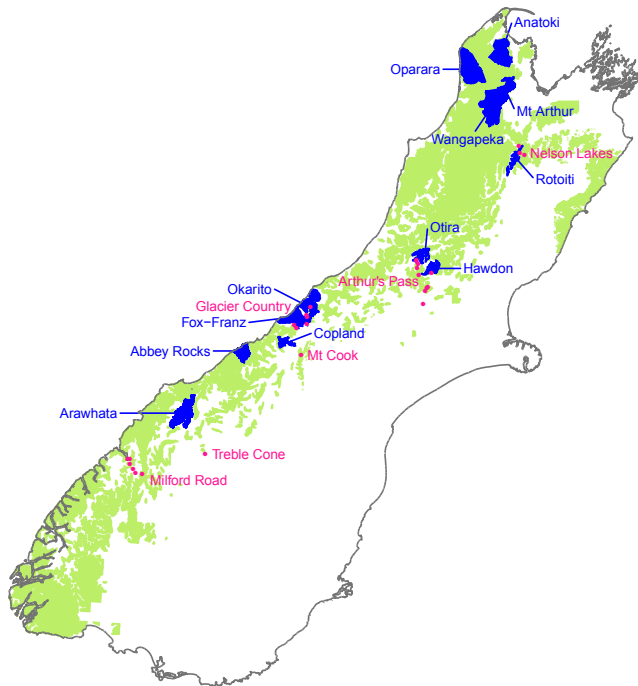 Anatoki
Oparara
Mt Arthur
Wangapeka
Nelson Lakes
Rotoiti
Otira
Hawdon
Arthur's Pass
Okarito
Glacier Country
Fox−Franz
Copland
Abbey Rocks
Mt Cook
Arawhata
Treble Cone
Milford Road